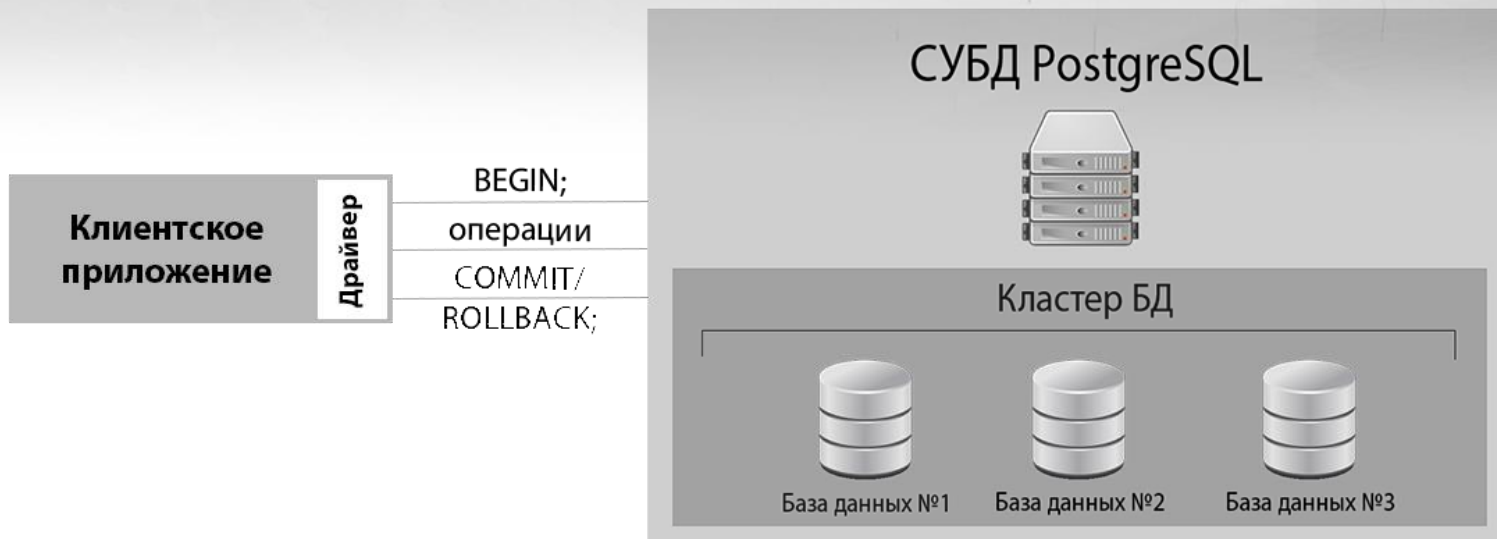 СУБД PostgreSQL
Клиентское
приложение
Драйвер
BEGIN;
операции
COMMIT/
ROLLBACK;
Кластер БД
База данных №1
База данных №2
База данных №3